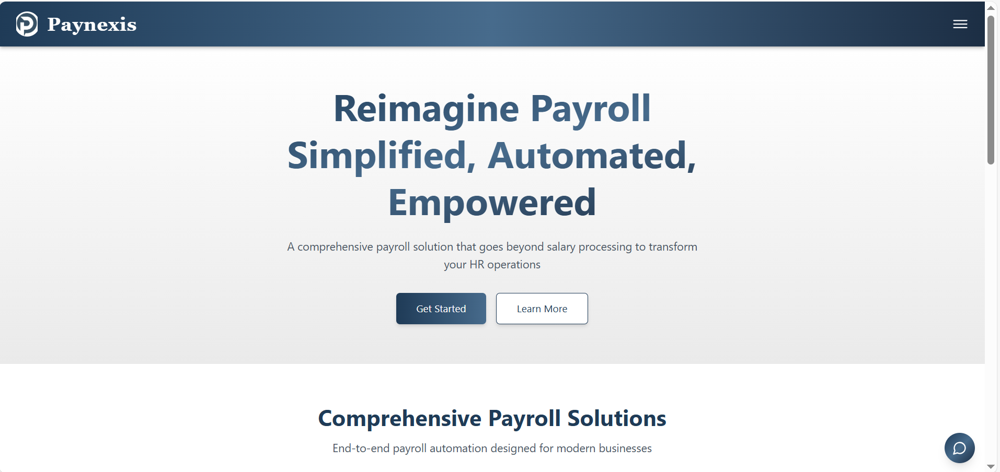 Paynexis
Reimagine Payroll
Simplified, Automated,
Empowered
A comprehensive payroll solution that goes beyond salary processing to transform
your HR operations
Get Started
Learn More
Comprehensive Payroll Solutions
End-to-end payroll automation designed for modern businesses